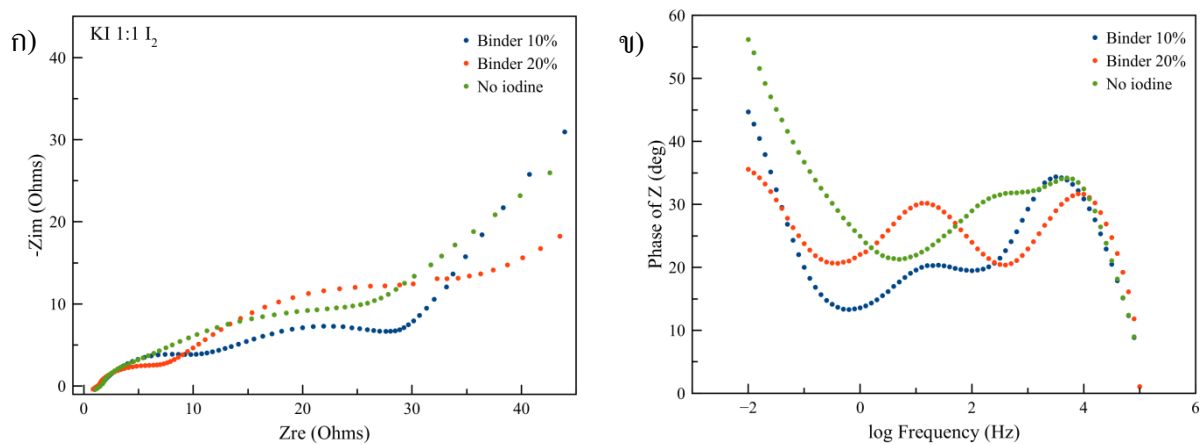 ก)
KI 1:1 I₂
Binder 10%
Binder 20%
No iodine
40
30
20
10
0
-Zim (Ohms)
0
10
20
30
40
Zre (Ohms)
ข)
Binder 10%
Binder 20%
No iodine
60
50
40
30
20
10
0
Phase of Z (deg)
−2
0
2
4
6
log Frequency (Hz)